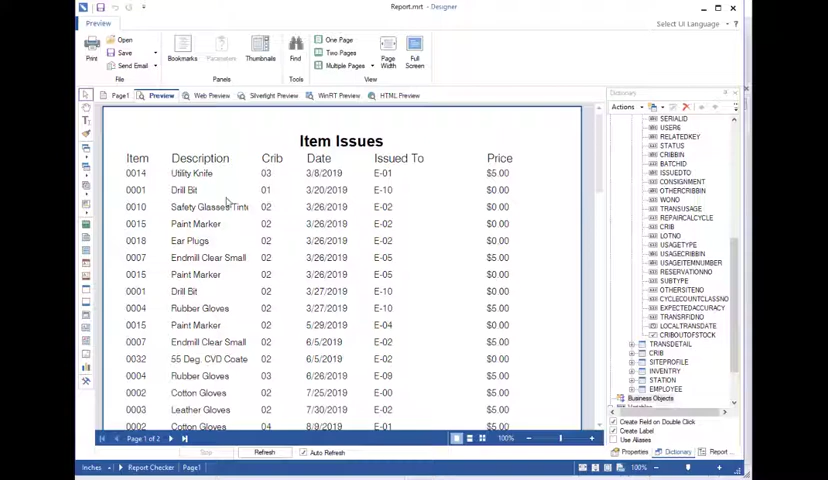 Report.mrt - Designer
Preview
Select UI Language
Print
Open
Save
Send Email
File
Bookmarks
Parameters
Thumbnails
Panels
Find
Tools
One Page
Two Pages
Multiple Pages
Page Width
Full Screen
View
Page1 Preview Web Preview Silverlight Preview WinRT Preview HTML Preview
Item Issues
Item Description Crib Date Issued To Price
0014 Utility Knife 03 3/8/2019 E-01 $5.00
0001 Drill Bit 01 3/20/2019 E-10 $0.00
0010 Safety Glasses Tinte 02 3/26/2019 E-02 $0.00
0015 Paint Marker 02 3/26/2019 E-02 $0.00
0018 Ear Plugs 02 3/26/2019 E-02 $0.00
0007 Endmill Clear Small 02 3/26/2019 E-05 $5.00
0015 Paint Marker 02 3/26/2019 E-05 $0.00
0001 Drill Bit 02 3/27/2019 E-10 $0.00
0004 Rubber Gloves 02 3/27/2019 E-10 $5.00
0015 Paint Marker 02 5/29/2019 E-04 $0.00
0007 Endmill Clear Small 02 6/5/2019 E-02 $5.00
0032 55 Deg. CVD Coate 02 6/5/2019 E-02 $0.00
0004 Rubber Gloves 03 6/26/2019 E-09 $5.00
0002 Cotton Gloves 02 7/25/2019 E-00 $5.00
0003 Leather Gloves 02 7/30/2019 E-02 $5.00
0002 Cotton Gloves 04 8/9/2019 E-01 $5.00
Page 1 of 2
100%
Stop Refresh Auto Refresh
Inches Report Checker Page1
100%
Dictionary
Actions
SERIALID
USER6
RELATEDKEY
STATUS
CRIBBIN
BATCHID
ISSUEDTO
CONSIGNMENT
OTHERCRIBBIN
WONO
TRANSUSAGE
REPAIRCALCYCLE
CRIB
LOTNO
USAGETYPE
USAGECRIBBIN
USAGEITEMNUMBER
RESERVATIONNO
SUBTYPE
OTHERSITENO
CYCLECOUNTCLASSNO
EXPECTEDACCURACY
TRANSRFIDNO
LOCALTRANSDATE
CRIBOUTOFSTOCK
TRANSDETAIL
CRIB
SITEPROFILE
INVENTRY
STATION
EMPLOYEE
Business Objects
Create Field on Double Click
Create Label
Use Aliases
Properties Dictionary Report